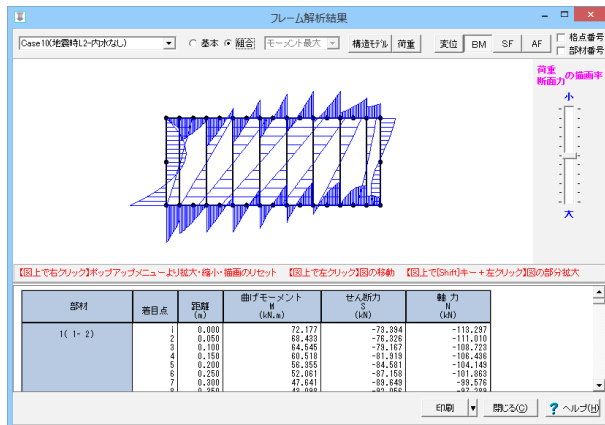 フレーム解析結果
Case10(地震時L2-内水なし) 基本 組合 モーメント最大 構造モデル 荷重 変位 BM SF AF 格点番号
部材番号
荷重
断面力の描画率
小
大
【図上で右クリック】ポップアップメニューより拡大・縮小・描画のリセット 【図上で左クリック】図の移動 【図上で[Shift]キー+左クリック】図の部分拡大
部材 着目点 距離 (m) 曲げモーメント M (kN.m) せん断力 S (kN) 軸力 N (kN)
1( 1- 2) i 0.000 72.177 -73.394 -113.297
2 0.050 68.433 -76.326 -111.010
3 0.100 64.545 -79.167 -108.723
4 0.150 60.518 -81.919 -106.436
5 0.200 56.355 -84.581 -104.149
6 0.250 52.061 -87.158 -101.863
7 0.300 47.641 -89.649 -99.576
印刷 閉じる(C) ? ヘルプ(H)